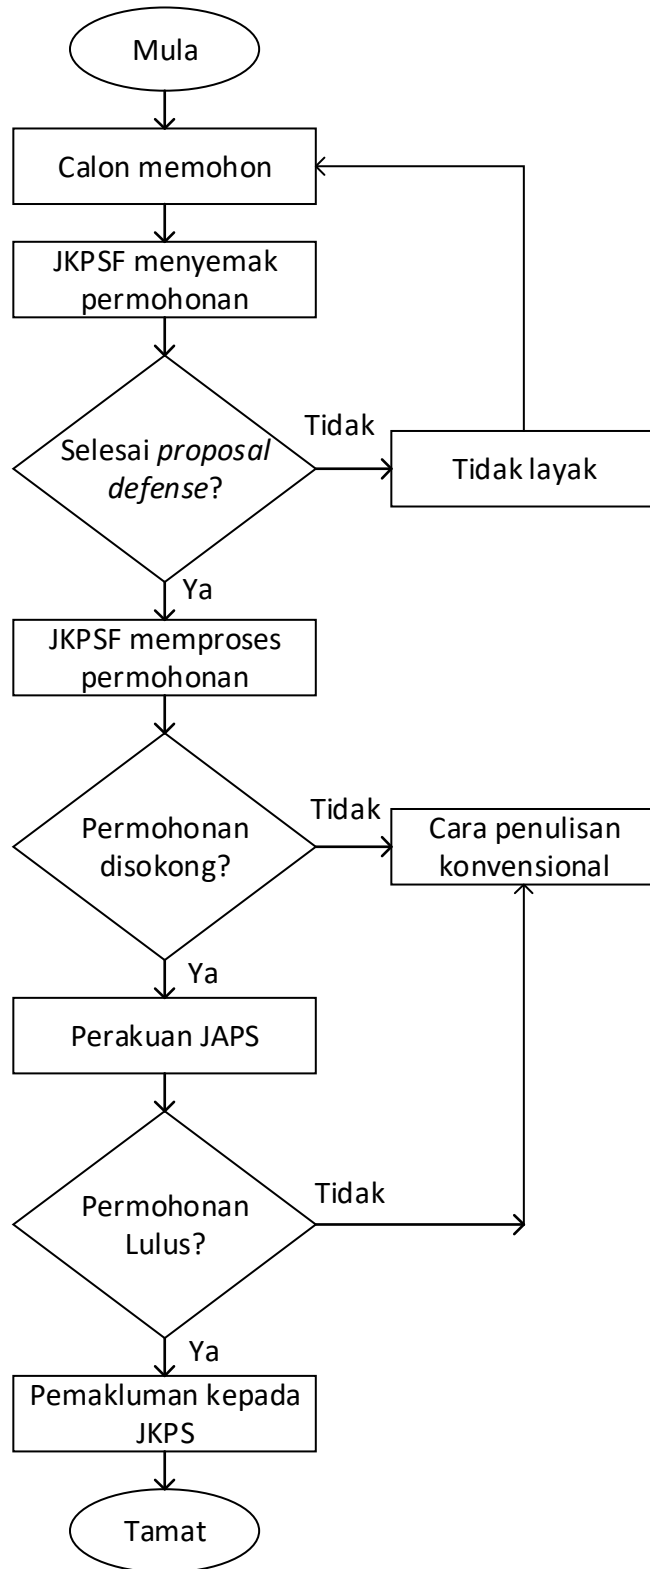 Mula
Calon memohon
JKPSF menyemak
permohonan
Selesai proposal
defense?
Tidak
Tidak layak
Ya
JKPSF memproses
permohonan
Permohonan
disokong?
Tidak
Cara penulisan
konvensional
Ya
Perakuan JAPS
Permohonan
Lulus?
Tidak
Ya
Pemakluman kepada
JKPS
Tamat